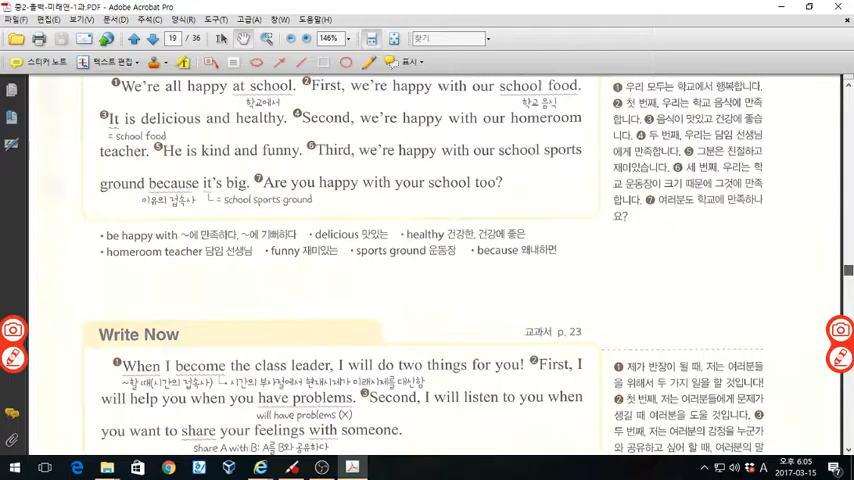 중2-올백-미래엔-1과.PDF - Adobe Acrobat Pro
파일(F) 편집(E) 보기(V) 문서(D) 주석(C) 양식(R) 도구(T) 고급(A) 창(W) 도움말(H)
19 / 36 146% 찾기
스티커 노트 텍스트 편집 표시
❶We're all happy at school. ❷First, we're happy with our school food.
학교에서 학교 음식
❸It is delicious and healthy. ❹Second, we're happy with our homeroom
= school food
teacher. ❺He is kind and funny. ❻Third, we're happy with our school sports
ground because it's big. ❼Are you happy with your school too?
이유의 접속사 = school sports ground
❶ 우리 모두는 학교에서 행복합니다.
❷ 첫 번째, 우리는 학교 음식에 만족
합니다. ❸ 음식이 맛있고 건강에 좋습니
다. ❹ 두 번째, 우리는 담임 선생님
에게 만족합니다. ❺ 그분은 친절하고
재미있습니다. ❻ 세 번째, 우리는 학
교 운동장이 크기 때문에 그것에 만족
합니다. ❼ 여러분도 학교에 만족하나
요?
• be happy with ~에 만족하다, ~에 기뻐하다 • delicious 맛있는 • healthy 건강한, 건강에 좋은
• homeroom teacher 담임 선생님 • funny 재미있는 • sports ground 운동장 • because 왜냐하면
Write Now 교과서 p. 23
❶When I become the class leader, I will do two things for you! ❷First, I
~할 때(시간의 접속사) 시간의 부사절에서 현재시제가 미래시제를 대신함
will help you when you have problems. ❸Second, I will listen to you when
will have problems (X)
you want to share your feelings with someone.
share A with B: A를 B와 공유하다
❶ 제가 반장이 될 때, 저는 여러분들
을 위해서 두 가지 일을 할 것입니다!
❷ 첫 번째, 저는 여러분들에게 문제가
생길 때 여러분을 도울 것입니다. ❸
두 번째, 저는 여러분의 감정을 누군가
와 공유하고 싶어 할 때, 여러분의 말
A 오후 6:05
2017-03-15